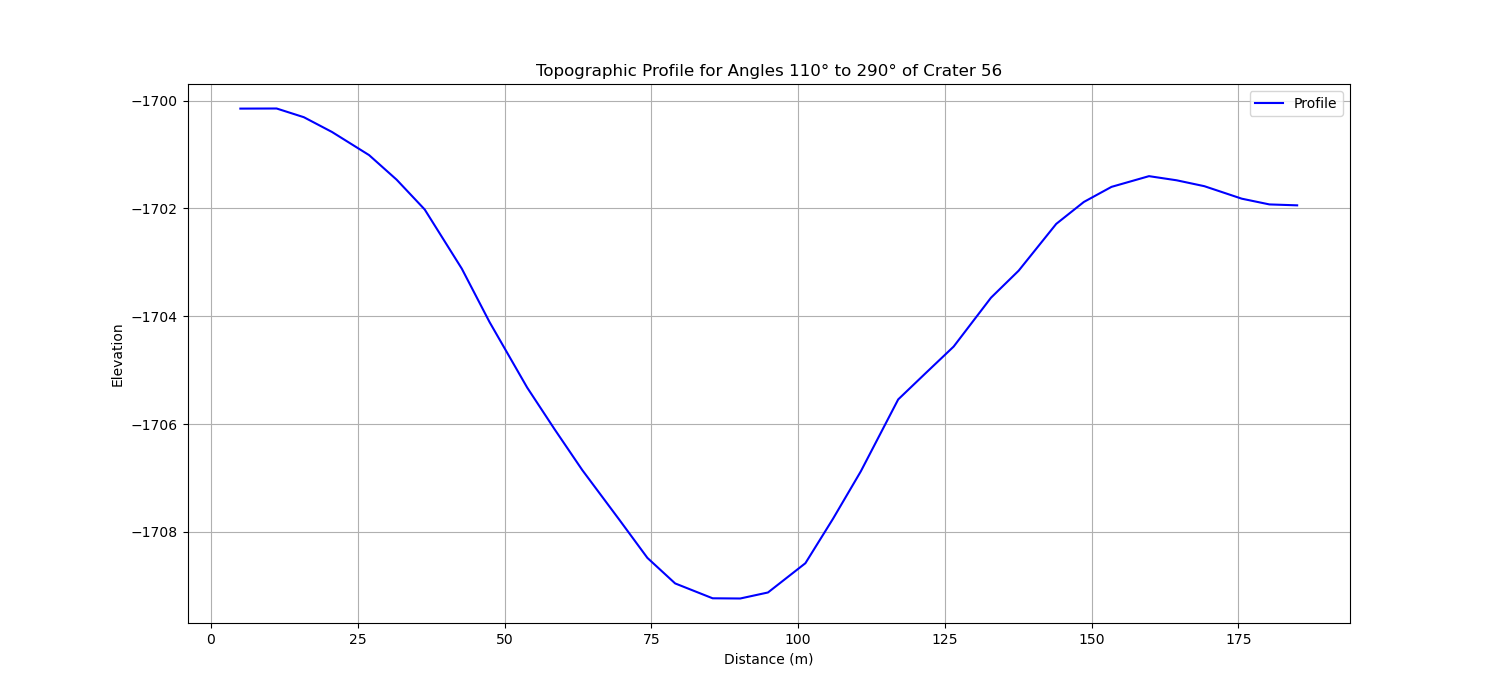 Topographic Profile for Angles 110° to 290° of Crater 56
Profile
−1700
−1702
−1704
−1706
−1708
Elevation
0 25 50 75 100 125 150 175
Distance (m)